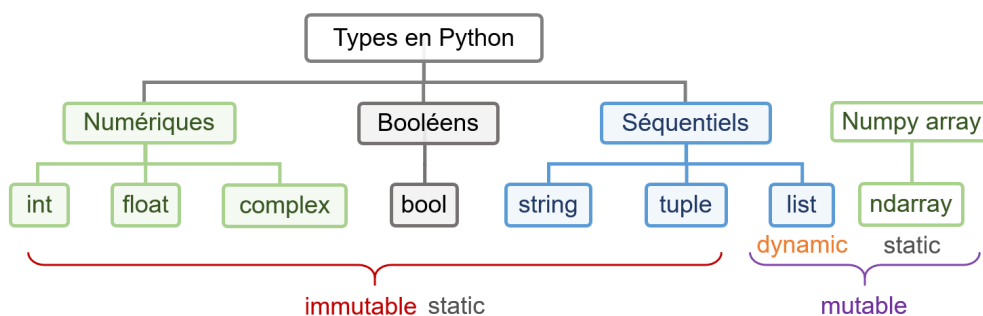 Types en Python
Numériques Booléens Séquentiels Numpy array
int float complex bool string tuple list ndarray
dynamic static
immutable static mutable